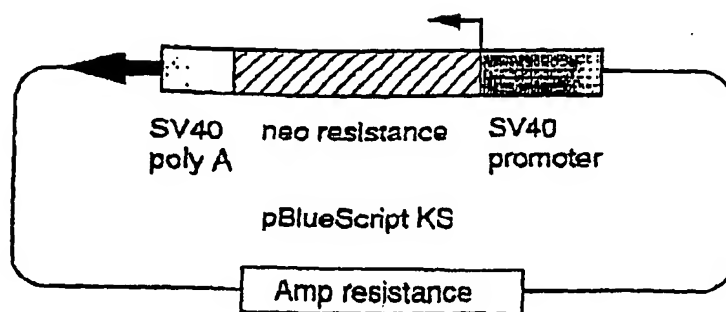 SV40
poly A
neo resistance
SV40
promoter
pBlueScript KS
Amp resistance